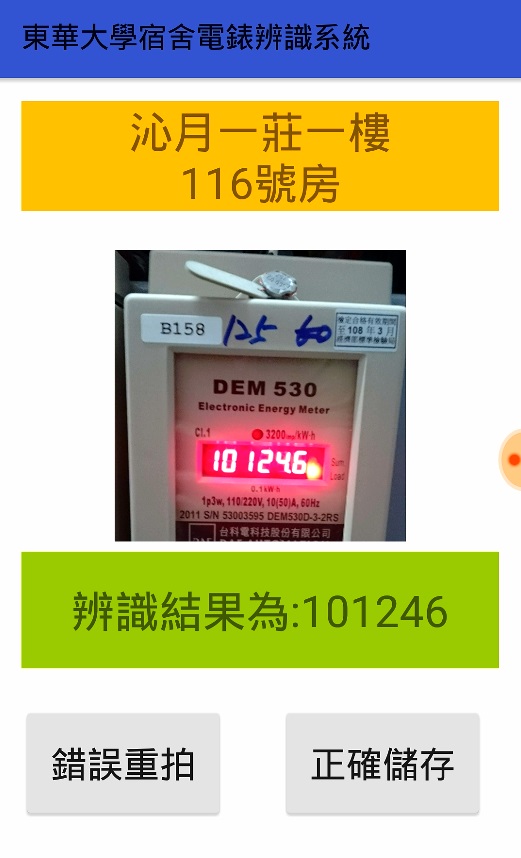 東華大學宿舍電錶辨識系統
沁月一莊一樓
116號房
B158
125 60
檢定合格有效期間
至108年3月
經濟部標準檢驗局
DEM 530
Electronic Energy Meter
Cl.1
3200imp/kW·h
10124.6
Sum
Load
0.1kW·h
1p3w, 110/220V, 10(50)A, 60Hz
2011 S/N 53003595 DEM530D-3-2RS
台科電科技股份有限公司
辨識結果為:101246
錯誤重拍
正確儲存